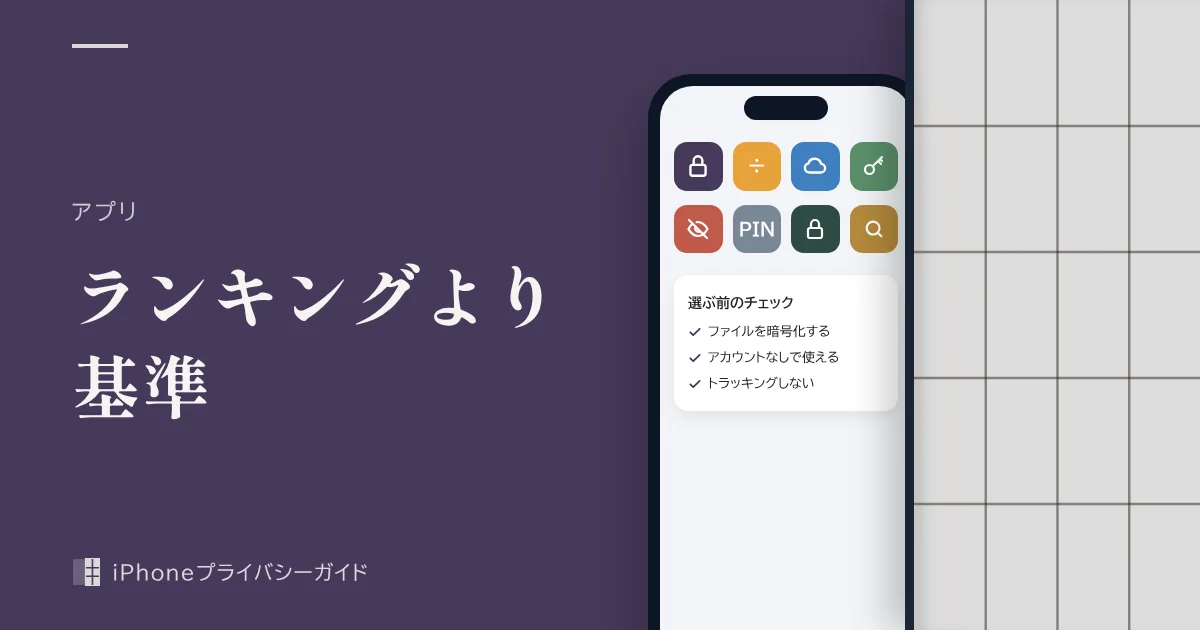 アプリ
ランキングより
基準
iPhoneプライバシーガイド
PIN
選ぶ前のチェック
ファイルを暗号化する
アカウントなしで使える
トラッキングしない